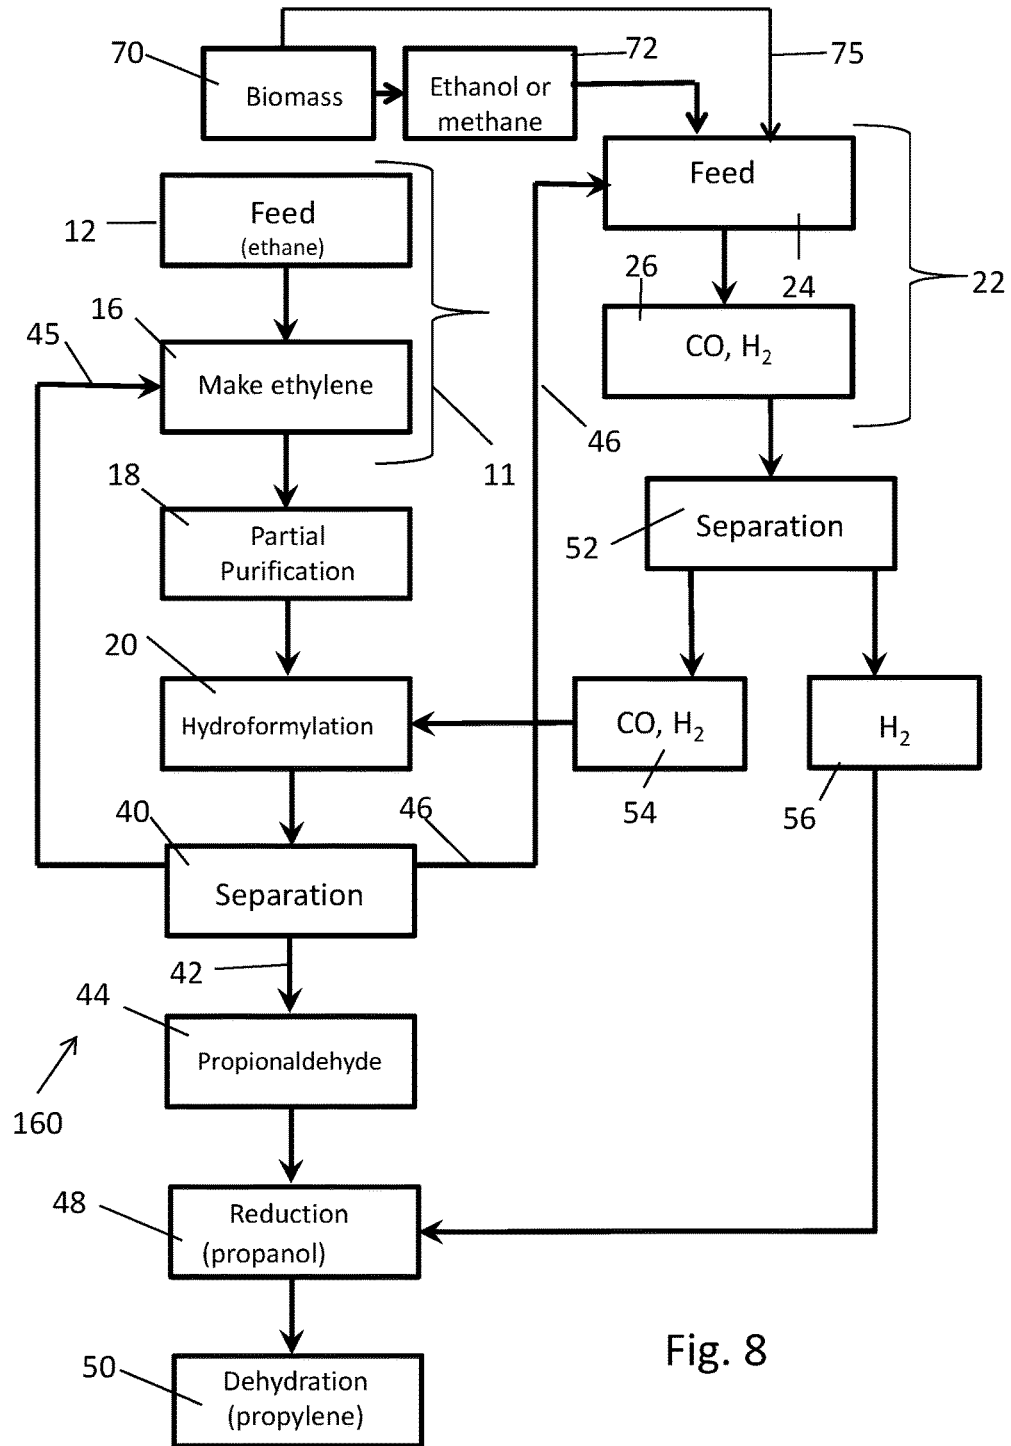 70
Biomass
Ethanol or
methane
72
75
Feed
24
22
12
Feed
(ethane)
26
CO, H₂
16
45
Make ethylene
11
46
18
Partial
Purification
52
Separation
20
Hydroformylation
CO, H₂
54
H₂
56
40
46
Separation
42
44
Propionaldehyde
160
48
Reduction
(propanol)
50
Dehydration
(propylene)
Fig. 8